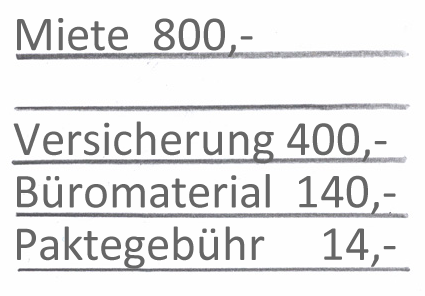 Miete 800,-
Versicherung 400,-
Büromaterial 140,-
Paktegebühr 14,-